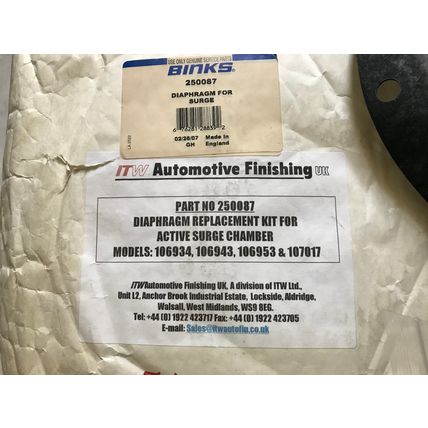 USE ONLY GENUINE SERVICE PARTS
BINKS®
250087
DIAPHRAGM FOR
SURGE
02/26/07 Made in
GH England
ITW Automotive Finishing UK
PART NO 250087
DIAPHRAGM REPLACEMENT KIT FOR
ACTIVE SURGE CHAMBER
MODELS: 106934, 106943, 106953 & 107017
ITWAutomotive Finishing UK, A division of ITW Ltd.,
Unit L2, Anchor Brook Industrial Estate, Lockside, Aldridge,
Walsall, West Midlands, WS9 8EG.
Tel: +44 (0) 1922 423717 Fax: +44 (0) 1922 423705
E-mail: Sales@itwautofin.co.uk